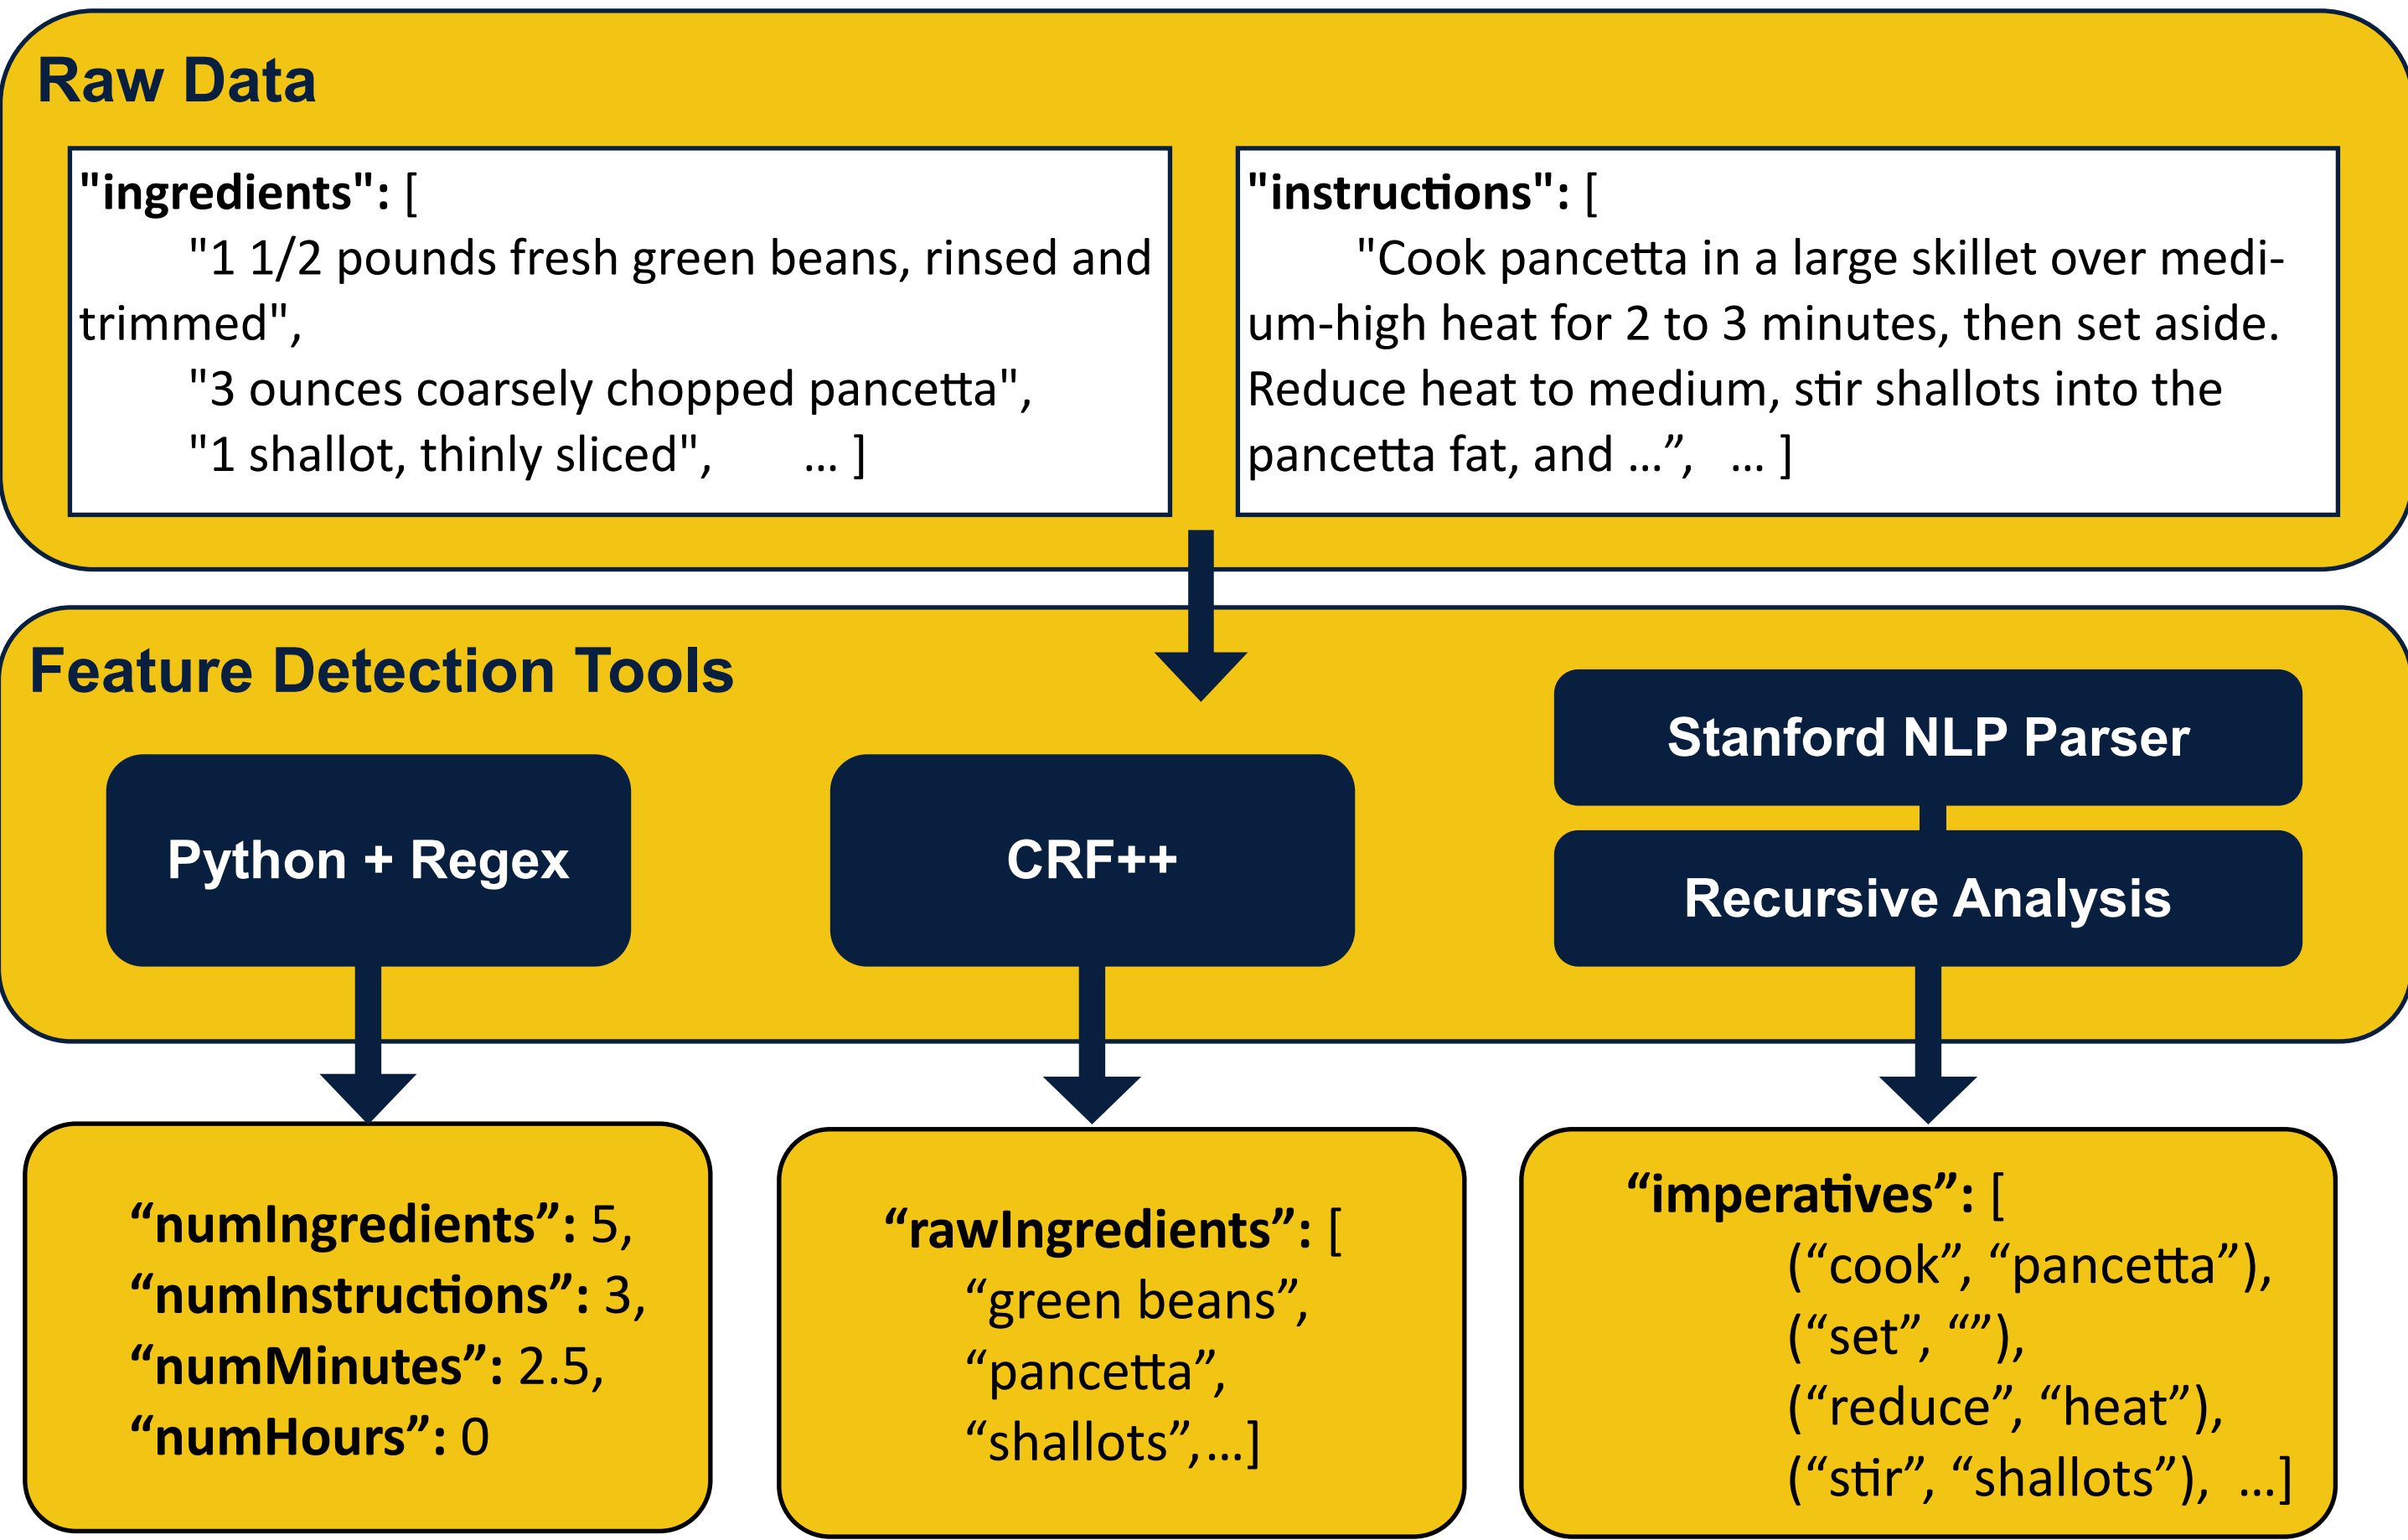 Raw Data
"ingredients": [
"1 1/2 pounds fresh green beans, rinsed and
trimmed",
"3 ounces coarsely chopped pancetta",
"1 shallot, thinly sliced", ... ]
"instructions": [
"Cook pancetta in a large skillet over medi-
um-high heat for 2 to 3 minutes, then set aside.
Reduce heat to medium, stir shallots into the
pancetta fat, and ...”, ... ]
Feature Detection Tools
Python + Regex
CRF++
Stanford NLP Parser
Recursive Analysis
“numIngredients”: 5,
“numInstructions”: 3,
“numMinutes”: 2.5,
“numHours”: 0
“rawIngredients”: [
“green beans”,
“pancetta”,
“shallots”,...]
“imperatives”: [
(“cook”, “pancetta”),
(“set”, “”),
(“reduce”, “heat”),
(“stir”, “shallots”), ...]